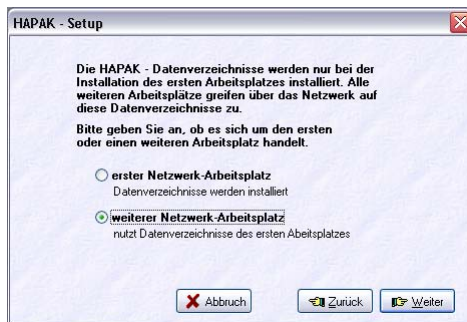 HAPAK - Setup
Die HAPAK - Datenverzeichnisse werden nur bei der
Installation des ersten Arbeitsplatzes installiert. Alle
weiteren Arbeitsplätze greifen über das Netzwerk auf
diese Datenverzeichnisse zu.
Bitte geben Sie an, ob es sich um den ersten
oder einen weiteren Arbeitsplatz handelt.
erster Netzwerk-Arbeitsplatz
Datenverzeichnisse werden installiert
weiterer Netzwerk-Arbeitsplatz
nutzt Datenverzeichnisse des ersten Abeitsplatzes
Abbruch Zurück Weiter